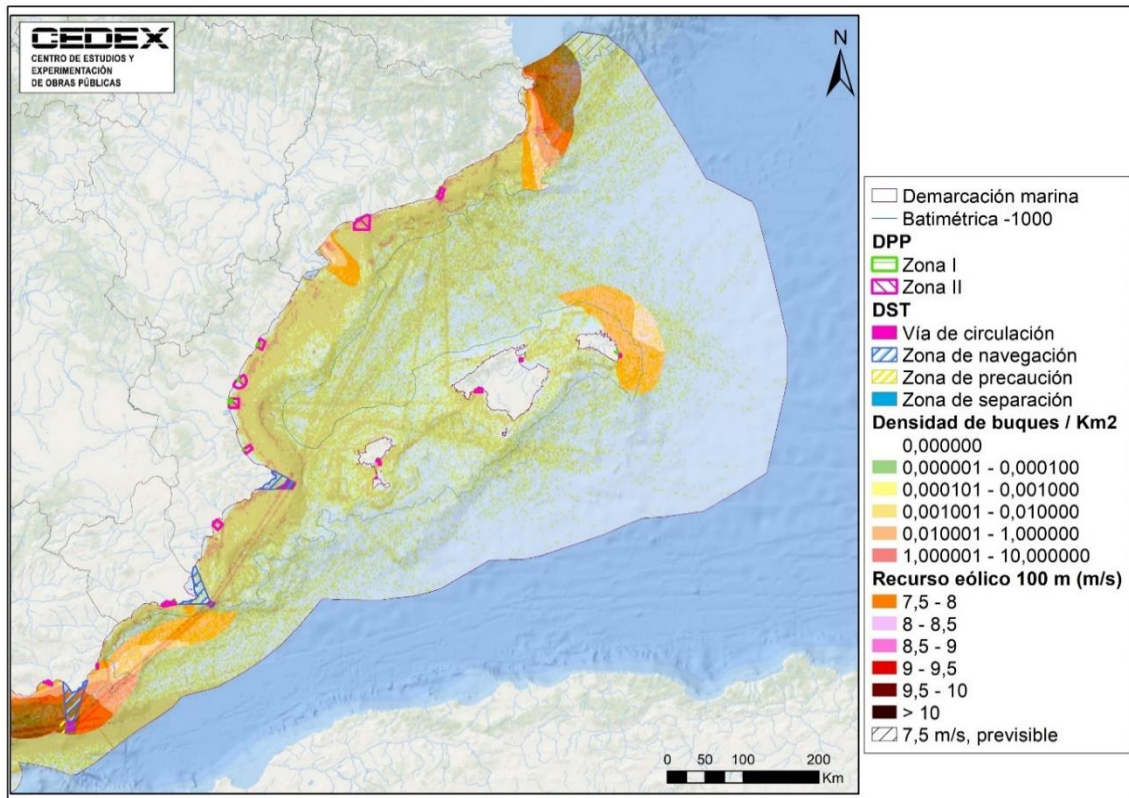 CEDEX
CENTRO DE ESTUDIOS Y
EXPERIMENTACIÓN
DE OBRAS PÚBLICAS
N
0 50 100 200
Km
Demarcación marina
Batimétrica -1000
DPP
Zona I
Zona II
DST
Vía de circulación
Zona de navegación
Zona de precaución
Zona de separación
Densidad de buques / Km2
0,000000
0,000001 - 0,000100
0,000101 - 0,001000
0,001001 - 0,010000
0,010001 - 1,000000
1,000001 - 10,000000
Recurso eólico 100 m (m/s)
7,5 - 8
8 - 8,5
8,5 - 9
9 - 9,5
9,5 - 10
> 10
7,5 m/s, previsible